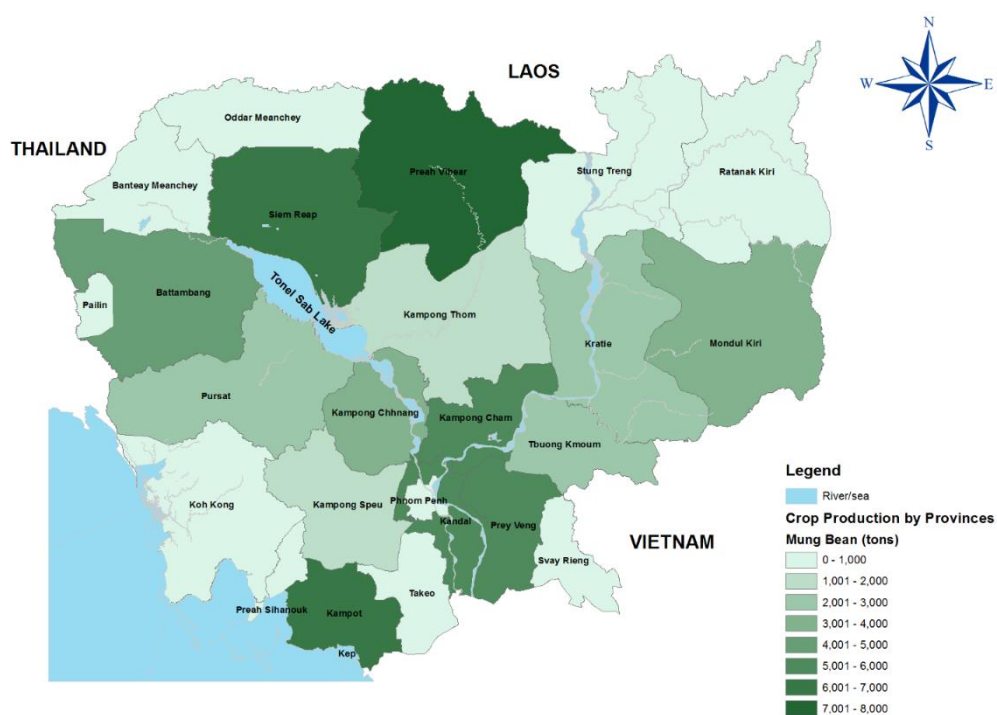 N
LAOS
W
E
S
Oddar Meanchey
THAILAND
Preah Vihear
Stung Treng
Ratanak Kiri
Banteay Meanchey
Siem Reap
Battambang
Pailin
Tonel Sab Lake
Kampong Thom
Kratie
Mondul Kiri
Pursat
Kampong Chhnang
Kampong Cham
Tbuong Kmoum
Koh Kong
Kampong Speu
Phnom Penh
Kandal
Prey Veng
VIETNAM
Svay Rieng
Takeo
Preah Sihanouk
Kampot
Kep
Legend
River/sea
Crop Production by Provinces
Mung Bean (tons)
0 - 1,000
1,001 - 2,000
2,001 - 3,000
3,001 - 4,000
4,001 - 5,000
5,001 - 6,000
6,001 - 7,000
7,001 - 8,000